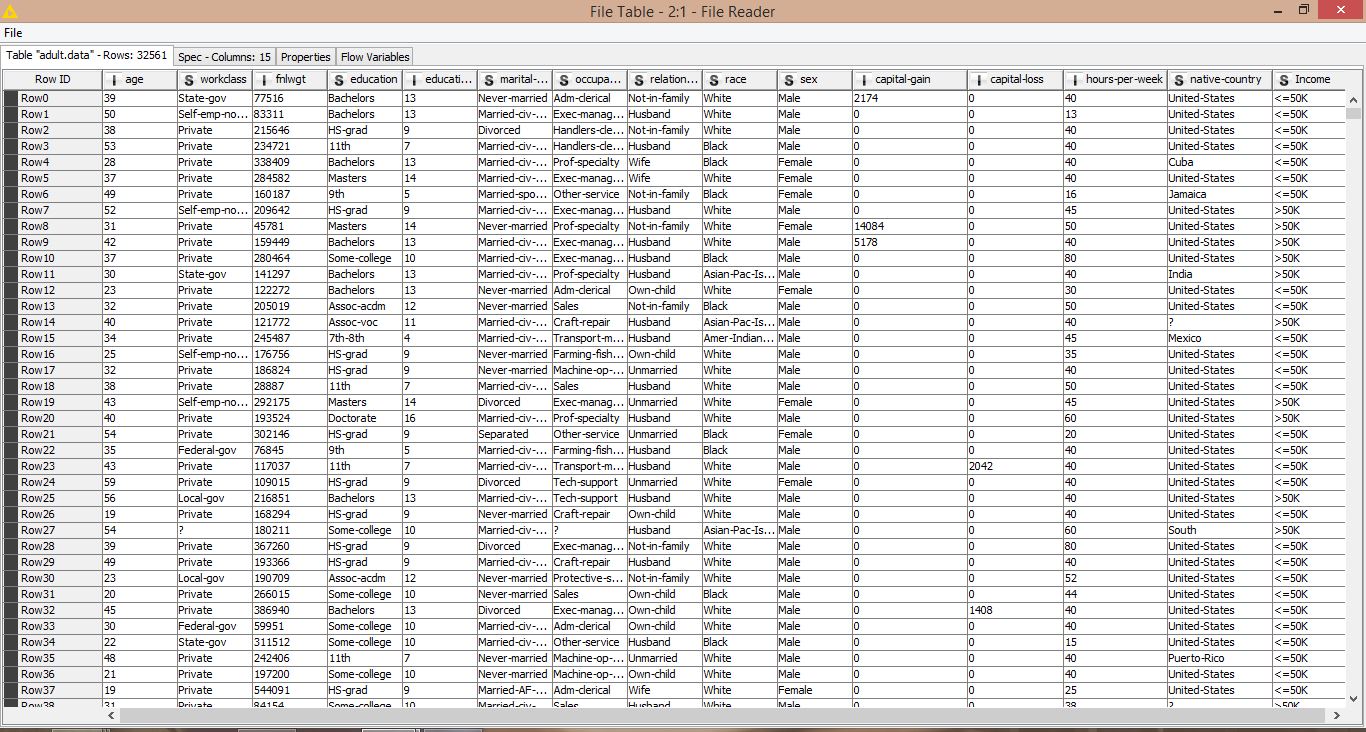 File Table - 2:1 - File Reader
File
Table "adult.data" - Rows: 32561 Spec - Columns: 15 Properties Flow Variables
Row ID I age S workclass I fnlwgt S education I educati... S marital-... S occupa... S relation... S race S sex I capital-gain I capital-loss I hours-per-week S native-country S Income
Row0 39 State-gov 77516 Bachelors 13 Never-married Adm-clerical Not-in-family White Male 2174 0 40 United-States <=50K
Row1 50 Self-emp-no... 83311 Bachelors 13 Married-civ-... Exec-manag... Husband White Male 0 0 13 United-States <=50K
Row2 38 Private 215646 HS-grad 9 Divorced Handlers-cle... Not-in-family White Male 0 0 40 United-States <=50K
Row3 53 Private 234721 11th 7 Married-civ-... Handlers-cle... Husband Black Male 0 0 40 United-States <=50K
Row4 28 Private 338409 Bachelors 13 Married-civ-... Prof-specialty Wife Black Female 0 0 40 Cuba <=50K
Row5 37 Private 284582 Masters 14 Married-civ-... Exec-manag... Wife White Female 0 0 40 United-States <=50K
Row6 49 Private 160187 9th 5 Married-spo... Other-service Not-in-family Black Female 0 0 16 Jamaica <=50K
Row7 52 Self-emp-no... 209642 HS-grad 9 Married-civ-... Exec-manag... Husband White Male 0 0 45 United-States >50K
Row8 31 Private 45781 Masters 14 Never-married Prof-specialty Not-in-family White Female 14084 0 50 United-States >50K
Row9 42 Private 159449 Bachelors 13 Married-civ-... Exec-manag... Husband White Male 5178 0 40 United-States >50K
Row10 37 Private 280464 Some-college 10 Married-civ-... Exec-manag... Husband Black Male 0 0 80 United-States >50K
Row11 30 State-gov 141297 Bachelors 13 Married-civ-... Prof-specialty Husband Asian-Pac-Is... Male 0 0 40 India >50K
Row12 23 Private 122272 Bachelors 13 Never-married Adm-clerical Own-child White Female 0 0 30 United-States <=50K
Row13 32 Private 205019 Assoc-acdm 12 Never-married Sales Not-in-family Black Male 0 0 50 United-States <=50K
Row14 40 Private 121772 Assoc-voc 11 Married-civ-... Craft-repair Husband Asian-Pac-Is... Male 0 0 40 ? >50K
Row15 34 Private 245487 7th-8th 4 Married-civ-... Transport-m... Husband Amer-Indian... Male 0 0 45 Mexico <=50K
Row16 25 Self-emp-no... 176756 HS-grad 9 Never-married Farming-fish... Own-child White Male 0 0 35 United-States <=50K
Row17 32 Private 186824 HS-grad 9 Never-married Machine-op-... Unmarried White Male 0 0 40 United-States <=50K
Row18 38 Private 28887 11th 7 Married-civ-... Sales Husband White Male 0 0 50 United-States <=50K
Row19 43 Self-emp-no... 292175 Masters 14 Divorced Exec-manag... Unmarried White Female 0 0 45 United-States >50K
Row20 40 Private 193524 Doctorate 16 Married-civ-... Prof-specialty Husband White Male 0 0 60 United-States >50K
Row21 54 Private 302146 HS-grad 9 Separated Other-service Unmarried Black Female 0 0 20 United-States <=50K
Row22 35 Federal-gov 76845 9th 5 Married-civ-... Farming-fish... Husband Black Male 0 0 40 United-States <=50K
Row23 43 Private 117037 11th 7 Married-civ-... Transport-m... Husband White Male 0 2042 40 United-States <=50K
Row24 59 Private 109015 HS-grad 9 Divorced Tech-support Unmarried White Female 0 0 40 United-States <=50K
Row25 56 Local-gov 216851 Bachelors 13 Married-civ-... Tech-support Husband White Male 0 0 40 United-States >50K
Row26 19 Private 168294 HS-grad 9 Never-married Craft-repair Own-child White Male 0 0 40 United-States <=50K
Row27 54 ? 180211 Some-college 10 Married-civ-... ? Husband Asian-Pac-Is... Male 0 0 60 South >50K
Row28 39 Private 367260 HS-grad 9 Divorced Exec-manag... Not-in-family White Male 0 0 80 United-States <=50K
Row29 49 Private 193366 HS-grad 9 Married-civ-... Craft-repair Husband White Male 0 0 40 United-States <=50K
Row30 23 Local-gov 190709 Assoc-acdm 12 Never-married Protective-s... Not-in-family White Male 0 0 52 United-States <=50K
Row31 20 Private 266015 Some-college 10 Never-married Sales Own-child Black Male 0 0 44 United-States <=50K
Row32 45 Private 386940 Bachelors 13 Divorced Exec-manag... Own-child White Male 0 1408 40 United-States <=50K
Row33 30 Federal-gov 59951 Some-college 10 Married-civ-... Adm-clerical Own-child White Male 0 0 40 United-States <=50K
Row34 22 State-gov 311512 Some-college 10 Married-civ-... Other-service Husband Black Male 0 0 15 United-States <=50K
Row35 48 Private 242406 11th 7 Never-married Machine-op-... Unmarried White Male 0 0 40 Puerto-Rico <=50K
Row36 21 Private 197200 Some-college 10 Never-married Machine-op-... Own-child White Male 0 0 40 United-States <=50K
Row37 19 Private 544091 HS-grad 9 Married-AF-... Adm-clerical Wife White Female 0 0 25 United-States <=50K
Row38 31 Private 84154 Some-college 10 Married-civ-... Sales Husband White Male 0 0 38 ? >50K